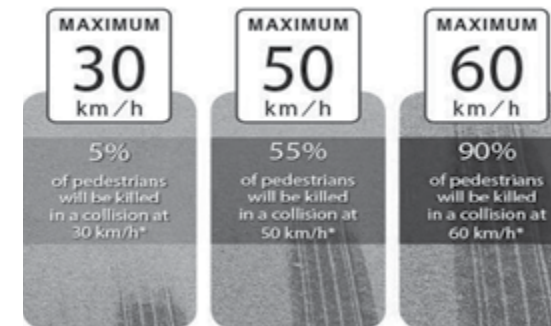 MAXIMUM
30
km/h
5%
of pedestrians
will be killed
in a collision at
30 km/h*
MAXIMUM
50
km/h
55%
of pedestrians
will be killed
in a collision at
50 km/h*
MAXIMUM
60
km/h
90%
of pedestrians
will be killed
in a collision at
60 km/h*